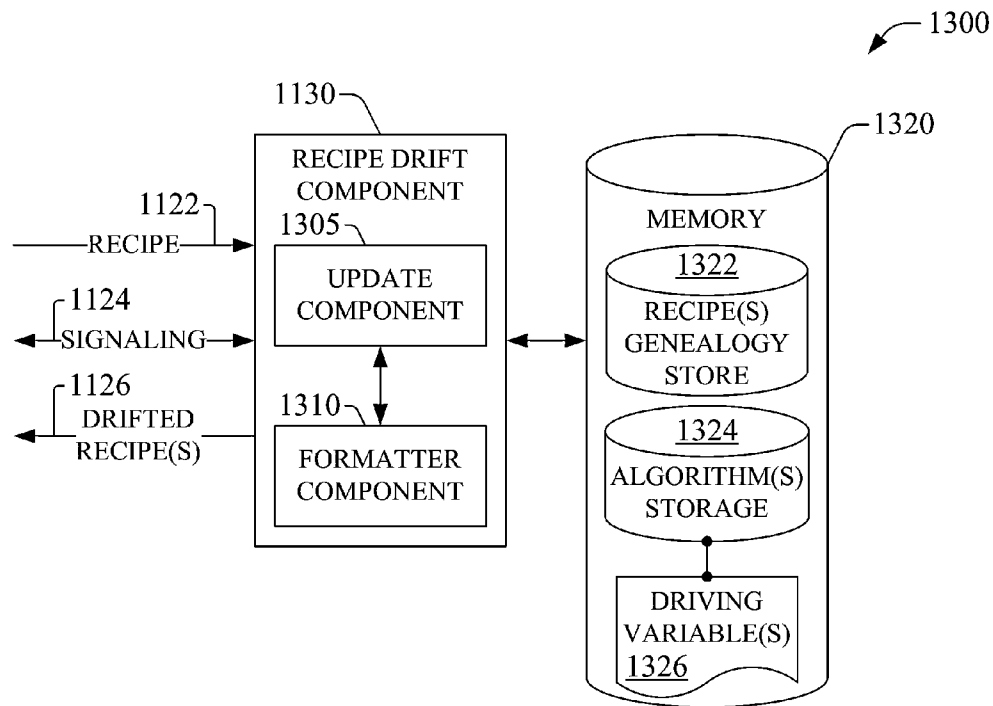 1300
1130
1320
RECIPE DRIFT
COMPONENT
MEMORY
1122
RECIPE
1305
UPDATE
COMPONENT
1322
RECIPE(S)
GENEALOGY
STORE
1124
SIGNALING
1126
DRIFTED
RECIPE(S)
1310
FORMATTER
COMPONENT
1324
ALGORITHM(S)
STORAGE
DRIVING
VARIABLE(S)
1326